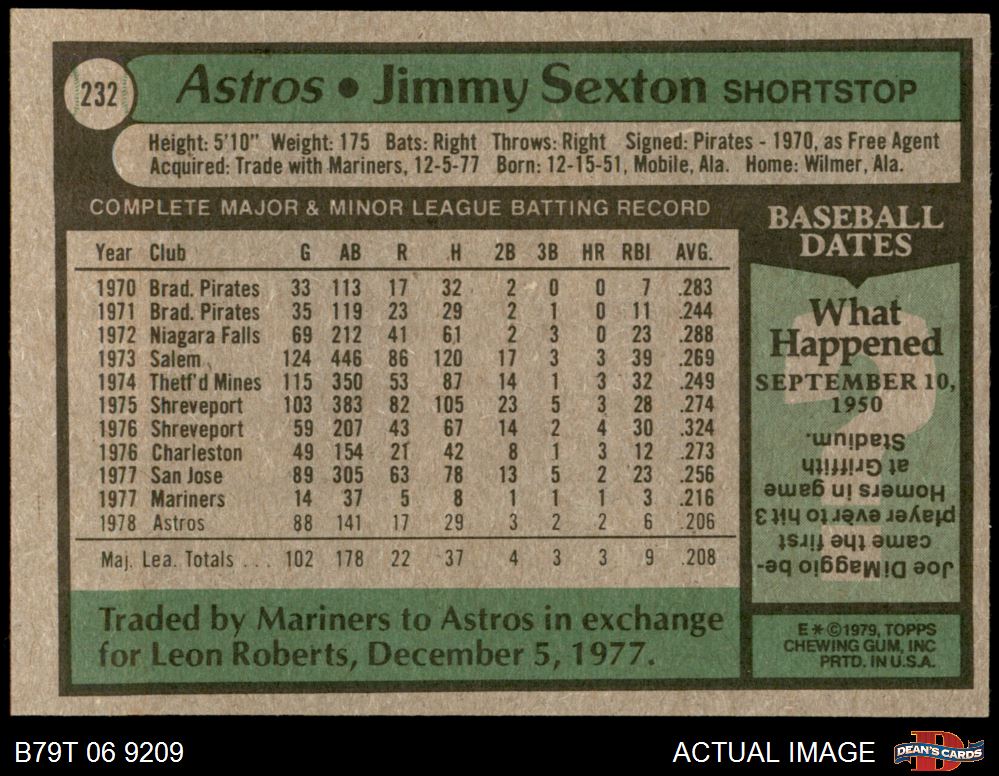 232
Astros • Jimmy Sexton SHORTSTOP
Height: 5'10" Weight: 175 Bats: Right Throws: Right Signed: Pirates - 1970, as Free Agent
Acquired: Trade with Mariners, 12-5-77 Born: 12-15-51, Mobile, Ala. Home: Wilmer, Ala.
COMPLETE MAJOR & MINOR LEAGUE BATTING RECORD
Year Club G AB R H 2B 3B HR RBI AVG.
1970 Brad. Pirates 33 113 17 32 2 0 0 7 .283
1971 Brad. Pirates 35 119 23 29 2 1 0 11 .244
1972 Niagara Falls 69 212 41 61 2 3 0 23 .288
1973 Salem 124 446 86 120 17 3 3 39 .269
1974 Thetf'd Mines 115 350 53 87 14 1 3 32 .249
1975 Shreveport 103 383 82 105 23 5 3 28 .274
1976 Shreveport 59 207 43 67 14 2 4 30 .324
1976 Charleston 49 154 21 42 8 1 3 12 .273
1977 San Jose 89 305 63 78 13 5 2 23 .256
1977 Mariners 14 37 5 8 1 1 1 3 .216
1978 Astros 88 141 17 29 3 2 2 6 .206
Maj. Lea. Totals ... 102 178 22 37 4 3 3 9 .208
Traded by Mariners to Astros in exchange
for Leon Roberts, December 5, 1977.
BASEBALL
DATES
What
Happened
SEPTEMBER 10,
1950
Joe DiMaggio be-
came the first
player ever to hit 3
Homers in game
at Griffith
Stadium.
E*©1979, TOPPS
CHEWING GUM, INC
PRTD. IN U.S.A.
B79T 06 9209
ACTUAL IMAGE
DEAN'S CARDS